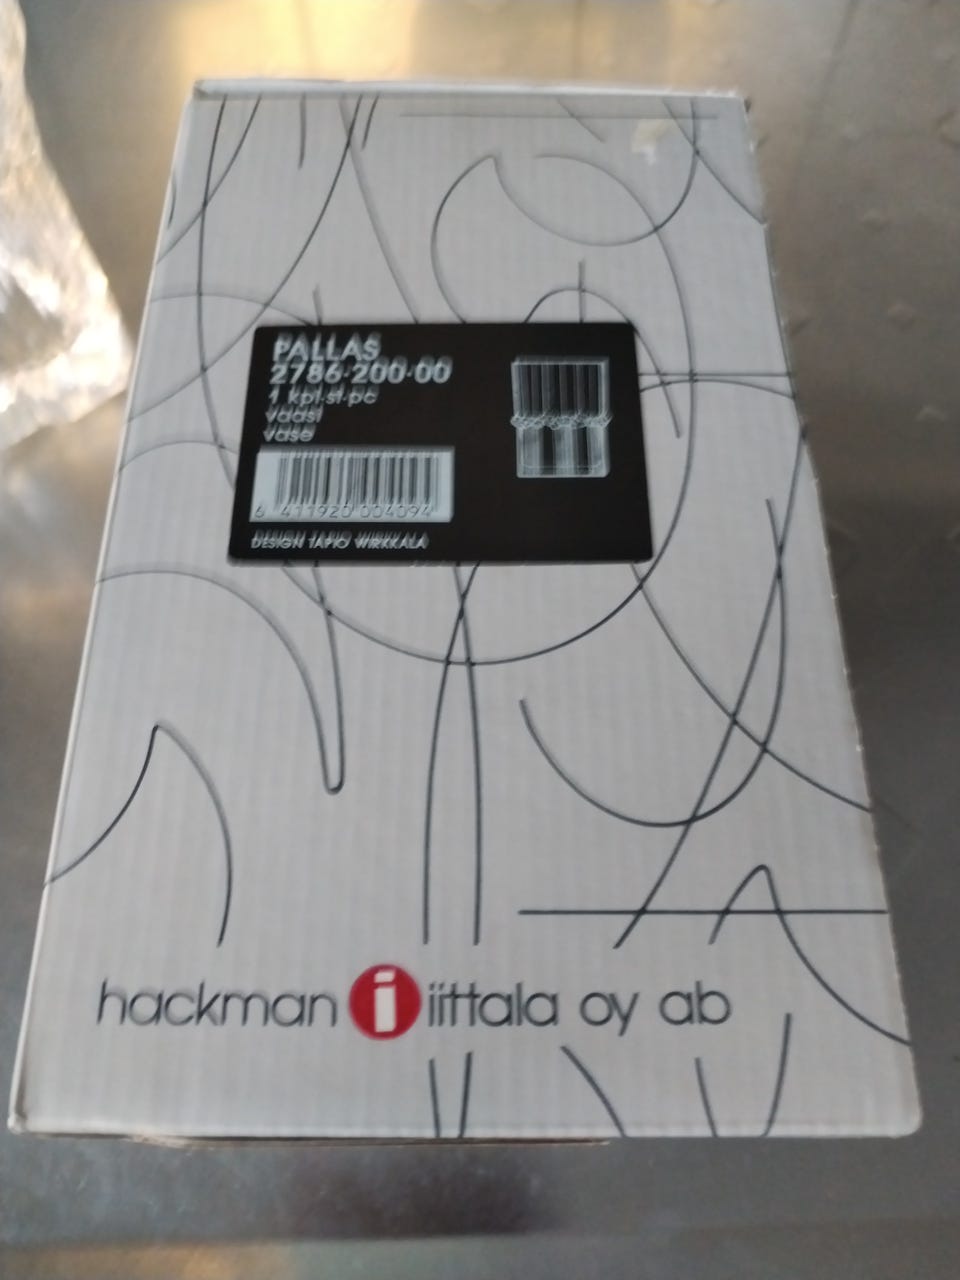 PALLAS
2786-200-00
1 kpl-st-pc
vaasi
vase
6 411920 004094
DESIGN TAPIO WIRKKALA
hackman i iittala oy ab